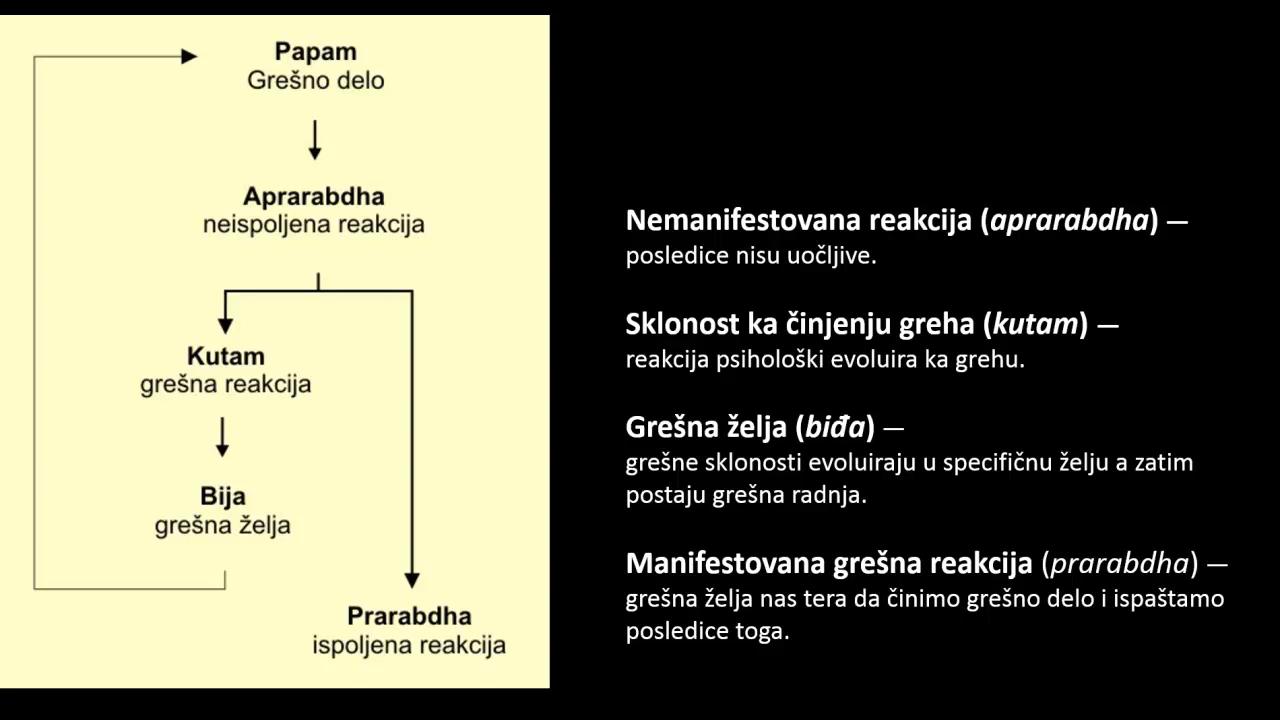 Papam
Grešno delo
Aprarabdha
neispoljena reakcija
Kutam
grešna reakcija
Bija
grešna želja
Prarabdha
ispoljena reakcija
Nemanifestovana reakcija (aprarabdha) —
posledice nisu uočljive.
Sklonost ka činjenju greha (kutam) —
reakcija psihološki evoluira ka grehu.
Grešna želja (biđa) —
grešne sklonosti evoluiraju u specifičnu želju a zatim
postaju grešna radnja.
Manifestovana grešna reakcija (prarabdha) —
grešna želja nas tera da činimo grešno delo i ispaštamo
posledice toga.